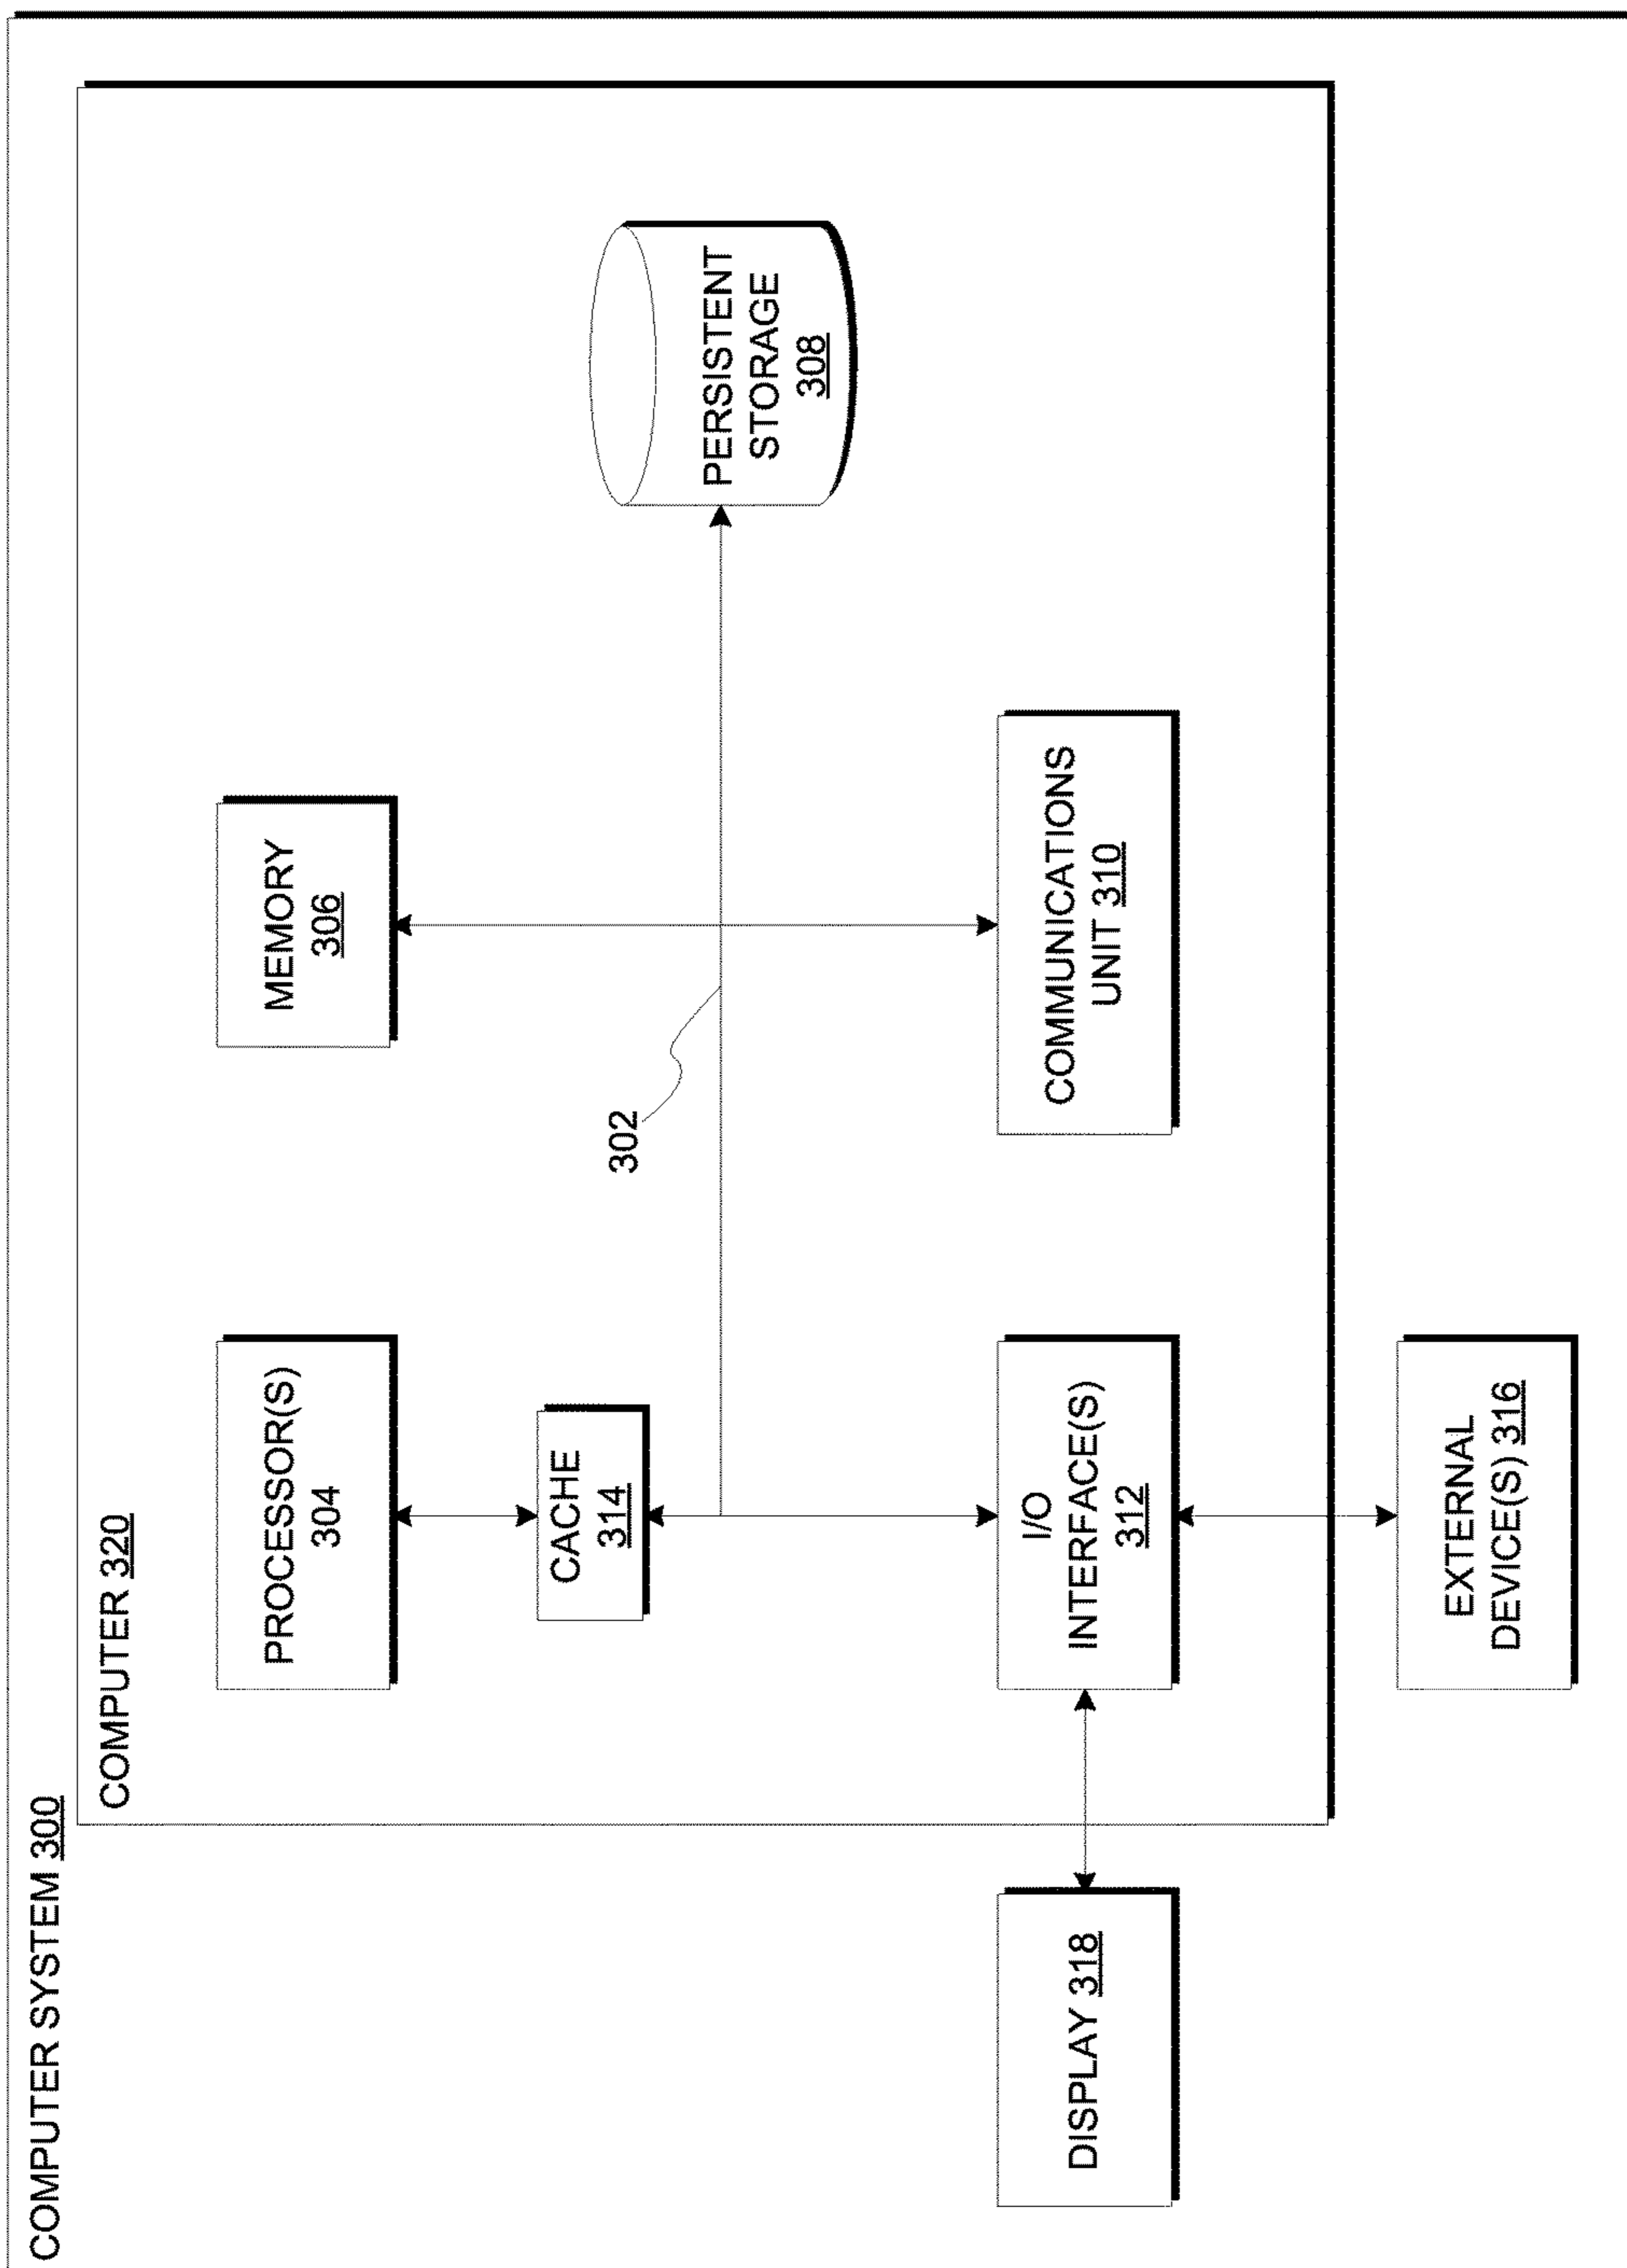 COMPUTER SYSTEM 300
COMPUTER 320
PROCESSOR(S)
304
MEMORY
306
CACHE
314
302
PERSISTENT
STORAGE
308
I/O
INTERFACE(S)
312
COMMUNICATIONS
UNIT 310
DISPLAY 318
EXTERNAL
DEVICE(S) 316